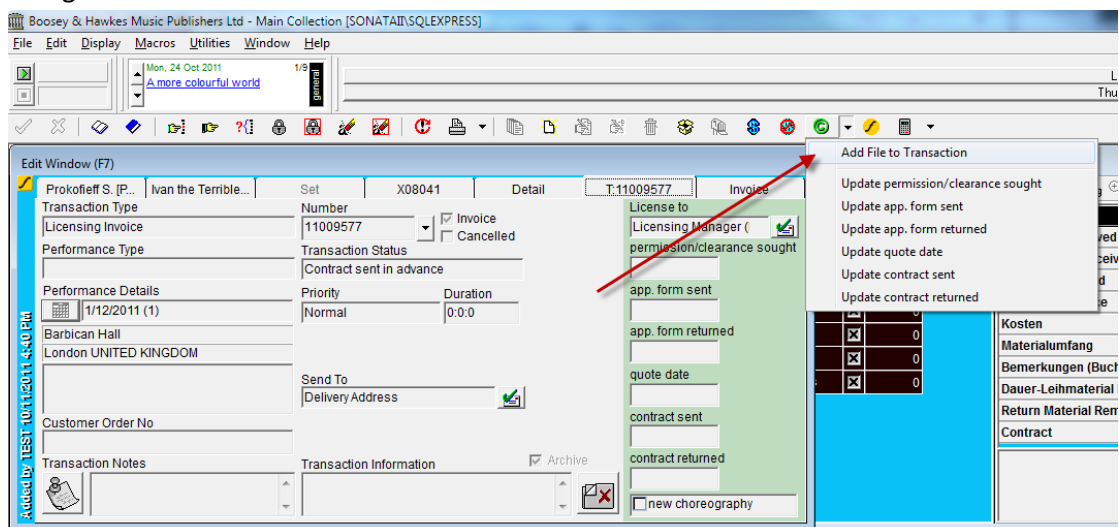 Boosey & Hawkes Music Publishers Ltd - Main Collection [SONATAII\SQLEXPRESS]
File Edit Display Macros Utilities Window Help
Mon, 24 Oct 2011 1/9
A more colourful world
general
L
Thu
Add File to Transaction
Update permission/clearance sought
Update app. form sent
Update app. form returned
Update quote date
Update contract sent
Update contract returned
Edit Window (F7)
Prokofieff S. [P... Ivan the Terrible... Set X08041 Detail T:11009577 Invoice
Transaction Type
Licensing Invoice
Performance Type
Performance Details
1/12/2011 (1)
Barbican Hall
London UNITED KINGDOM
Customer Order No
Transaction Notes
Number
11009577
Invoice
Cancelled
Transaction Status
Contract sent in advance
Priority Duration
Normal 0:0:0
Send To
Delivery Address
Transaction Information
Archive
License to
Licensing Manager (
permission/clearance sought
app. form sent
app. form returned
quote date
contract sent
contract returned
new choreography
Added by TEST 10/11/2011 4:40 PM
0
0
0
0
Kosten
Materialumfang
Bemerkungen (Buch
Dauer-Leihmaterial
Return Material Rem
Contract